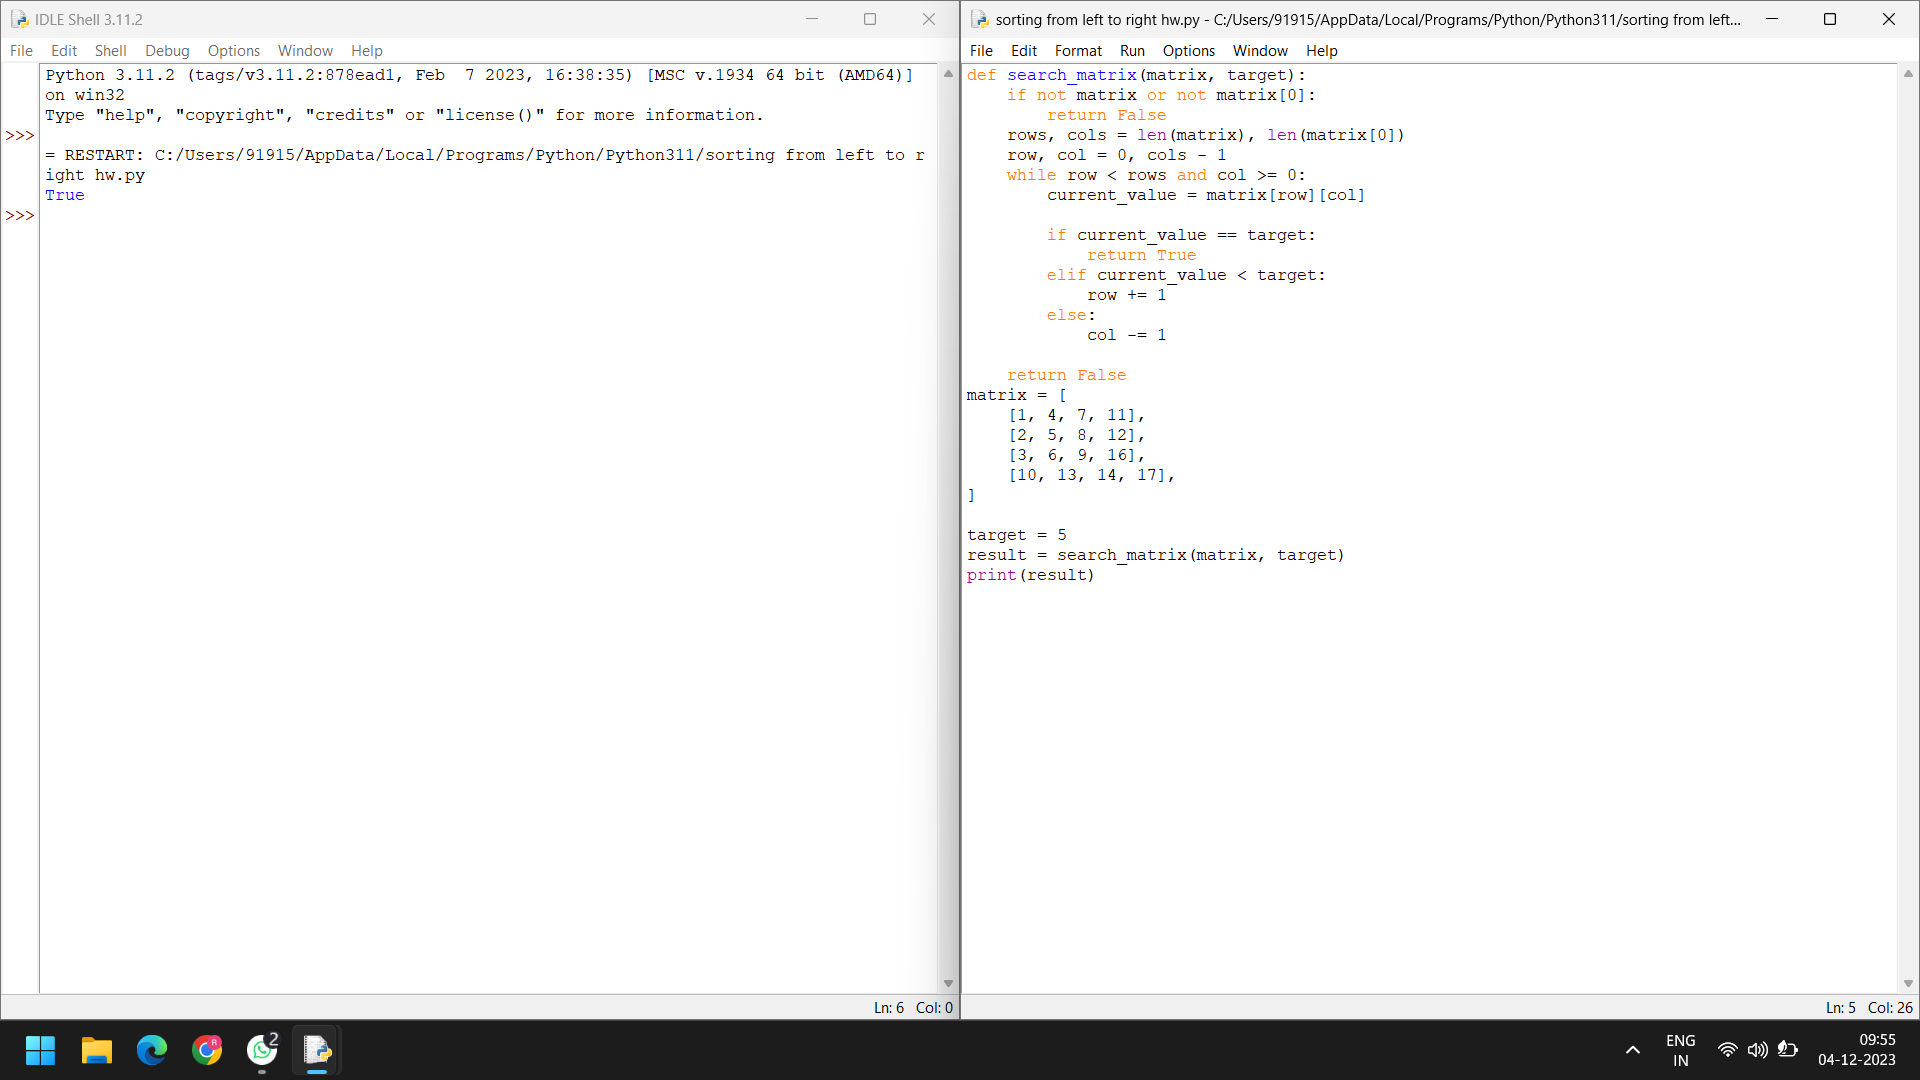 IDLE Shell 3.11.2
File Edit Shell Debug Options Window Help
Python 3.11.2 (tags/v3.11.2:878ead1, Feb  7 2023, 16:38:35) [MSC v.1934 64 bit (AMD64)]
on win32
Type "help", "copyright", "credits" or "license()" for more information.
>>>
= RESTART: C:/Users/91915/AppData/Local/Programs/Python/Python311/sorting from left to r
ight hw.py
True
>>>
Ln: 6 Col: 0
sorting from left to right hw.py - C:/Users/91915/AppData/Local/Programs/Python/Python311/sorting from left...
File Edit Format Run Options Window Help
def search_matrix(matrix, target):
    if not matrix or not matrix[0]:
        return False
    rows, cols = len(matrix), len(matrix[0])
    row, col = 0, cols - 1
    while row < rows and col >= 0:
        current_value = matrix[row][col]
        if current_value == target:
            return True
        elif current_value < target:
            row += 1
        else:
            col -= 1
    return False
matrix = [
    [1, 4, 7, 11],
    [2, 5, 8, 12],
    [3, 6, 9, 16],
    [10, 13, 14, 17],
]
target = 5
result = search_matrix(matrix, target)
print(result)
Ln: 5 Col: 26
R
2
ENG
IN
09:55
04-12-2023